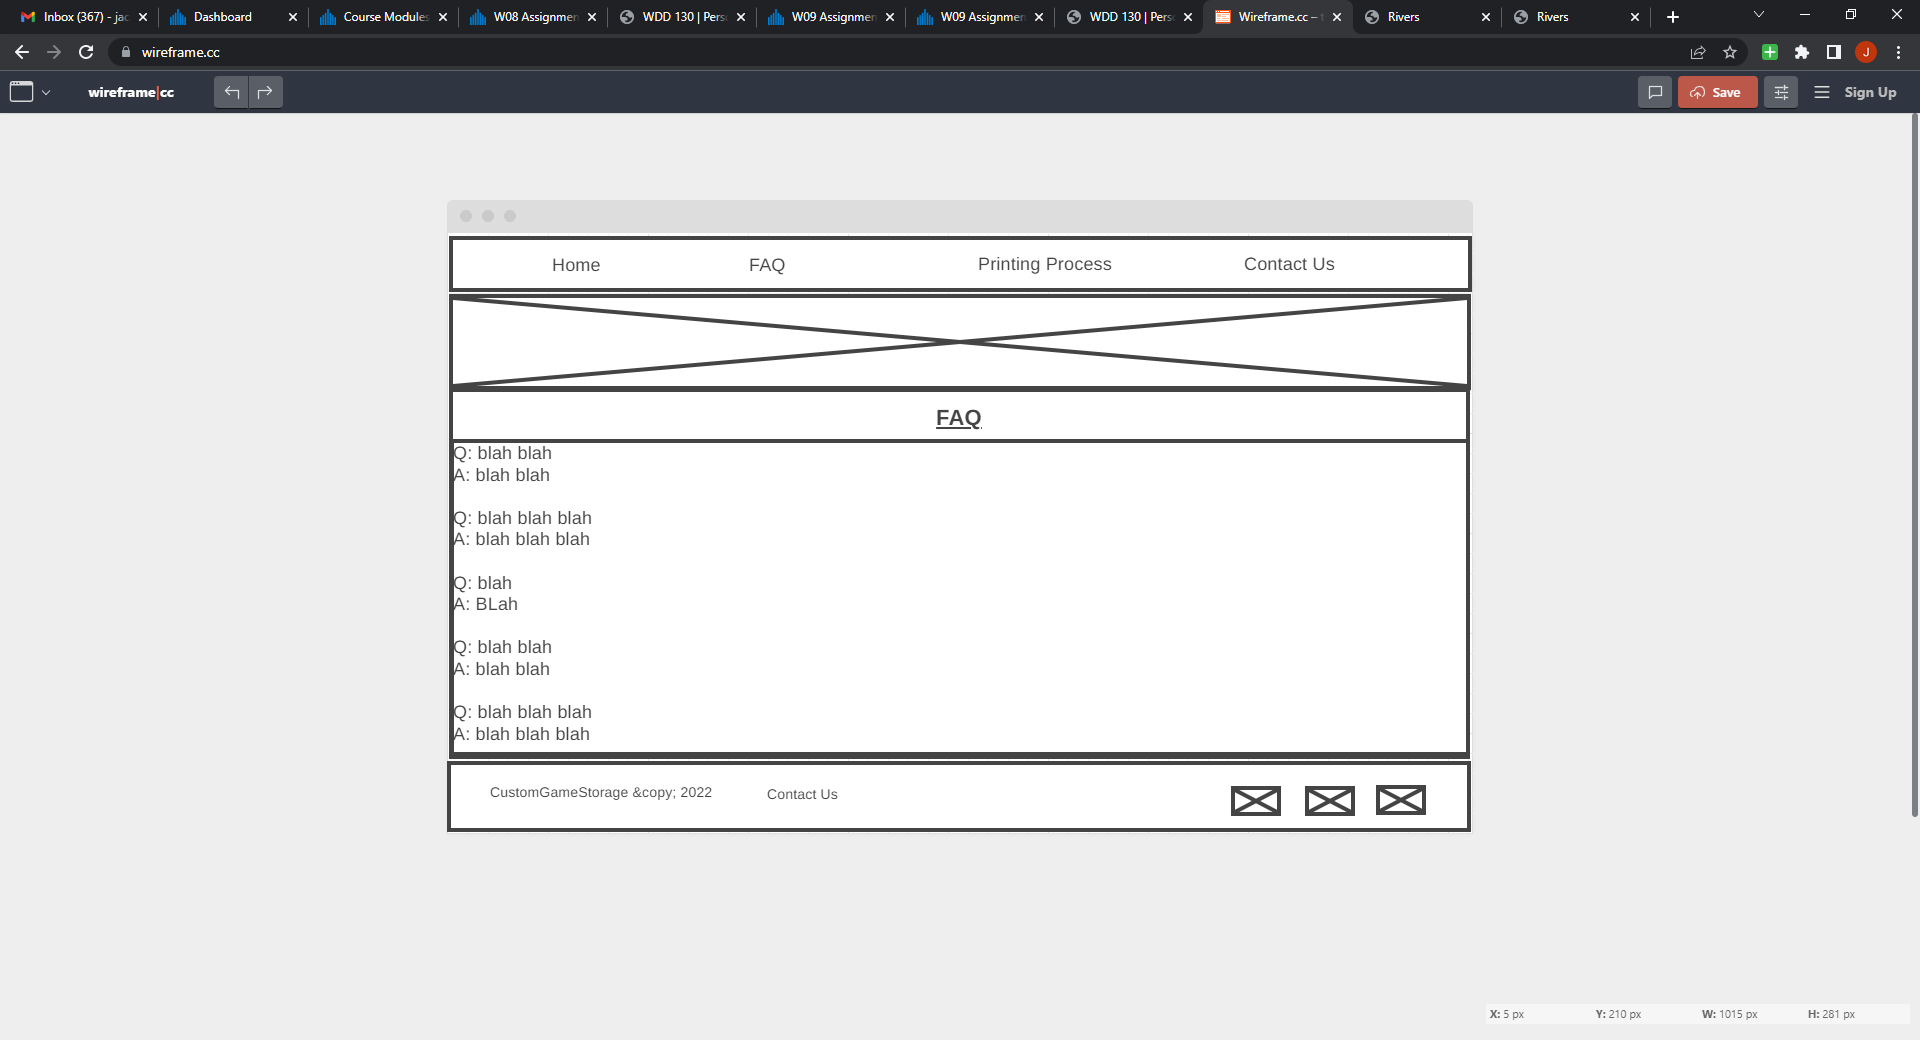 Inbox (367) - jac
Dashboard
Course Modules
W08 Assignmen
WDD 130 | Pers
W09 Assignmen
W09 Assignmen
WDD 130 | Pers
Wireframe.cc –
Rivers
Rivers
wireframe.cc
J
wireframe|cc
Save
Sign Up
Home
FAQ
Printing Process
Contact Us
FAQ
Q: blah blah
A: blah blah
Q: blah blah blah
A: blah blah blah
Q: blah
A: BLah
Q: blah blah
A: blah blah
Q: blah blah blah
A: blah blah blah
CustomGameStorage &copy; 2022
Contact Us
X: 5 px
Y: 210 px
W: 1015 px
H: 281 px